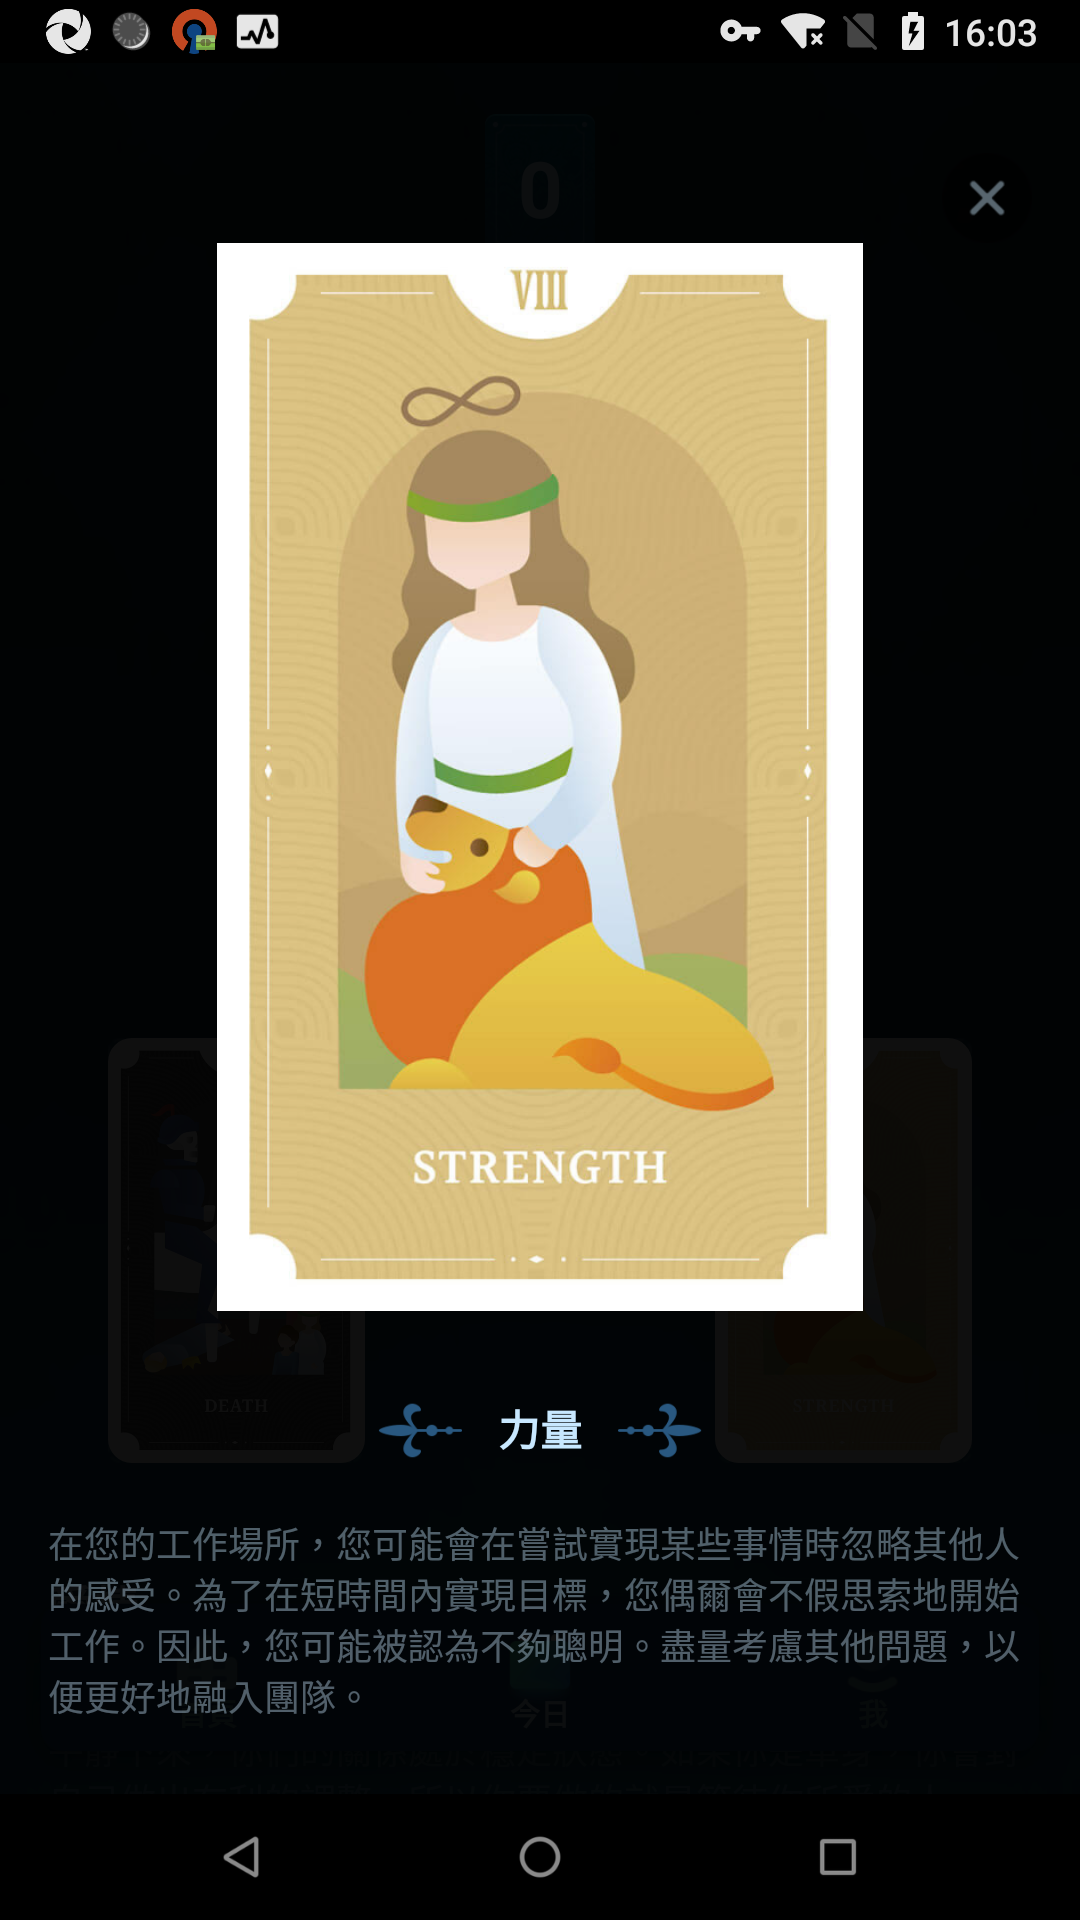 16:03
0
VIII
STRENGTH
DEATH
STRENGTH
力量
在您的工作場所，您可能會在嘗試實現某些事情時忽略其他人
的感受。為了在短時間內實現目標，您偶爾會不假思索地開始
工作。因此，您可能被認為不夠聰明。盡量考慮其他問題，以
便更好地融入團隊。
首頁
今日
我